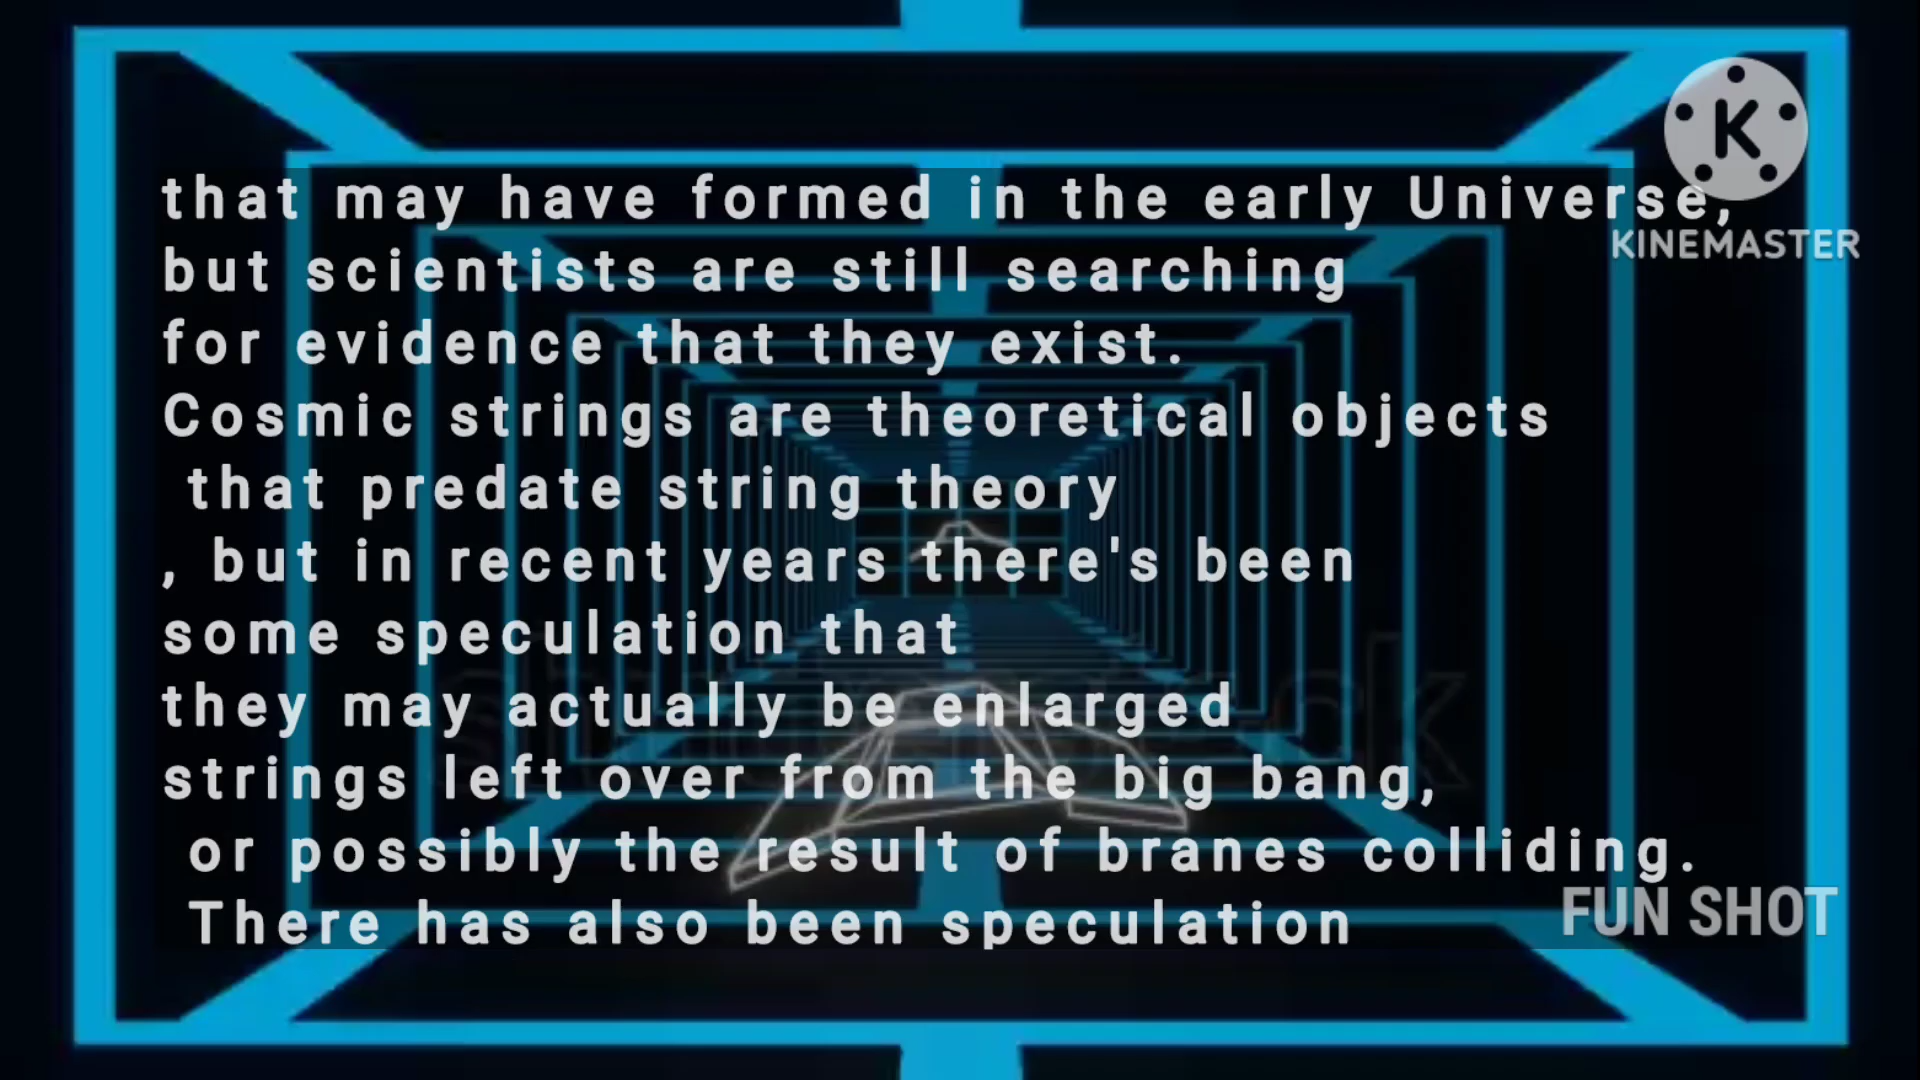 that may have formed in the early Universe,
KINEMASTER
but scientists are still searching
for evidence that they exist.
Cosmic strings are theoretical objects
that predate string theory
, but in recent years there's been
some speculation that
they may actually be enlarged
strings left over from the big bang,
or possibly the result of branes colliding.
There has also been speculation
FUN SHOT